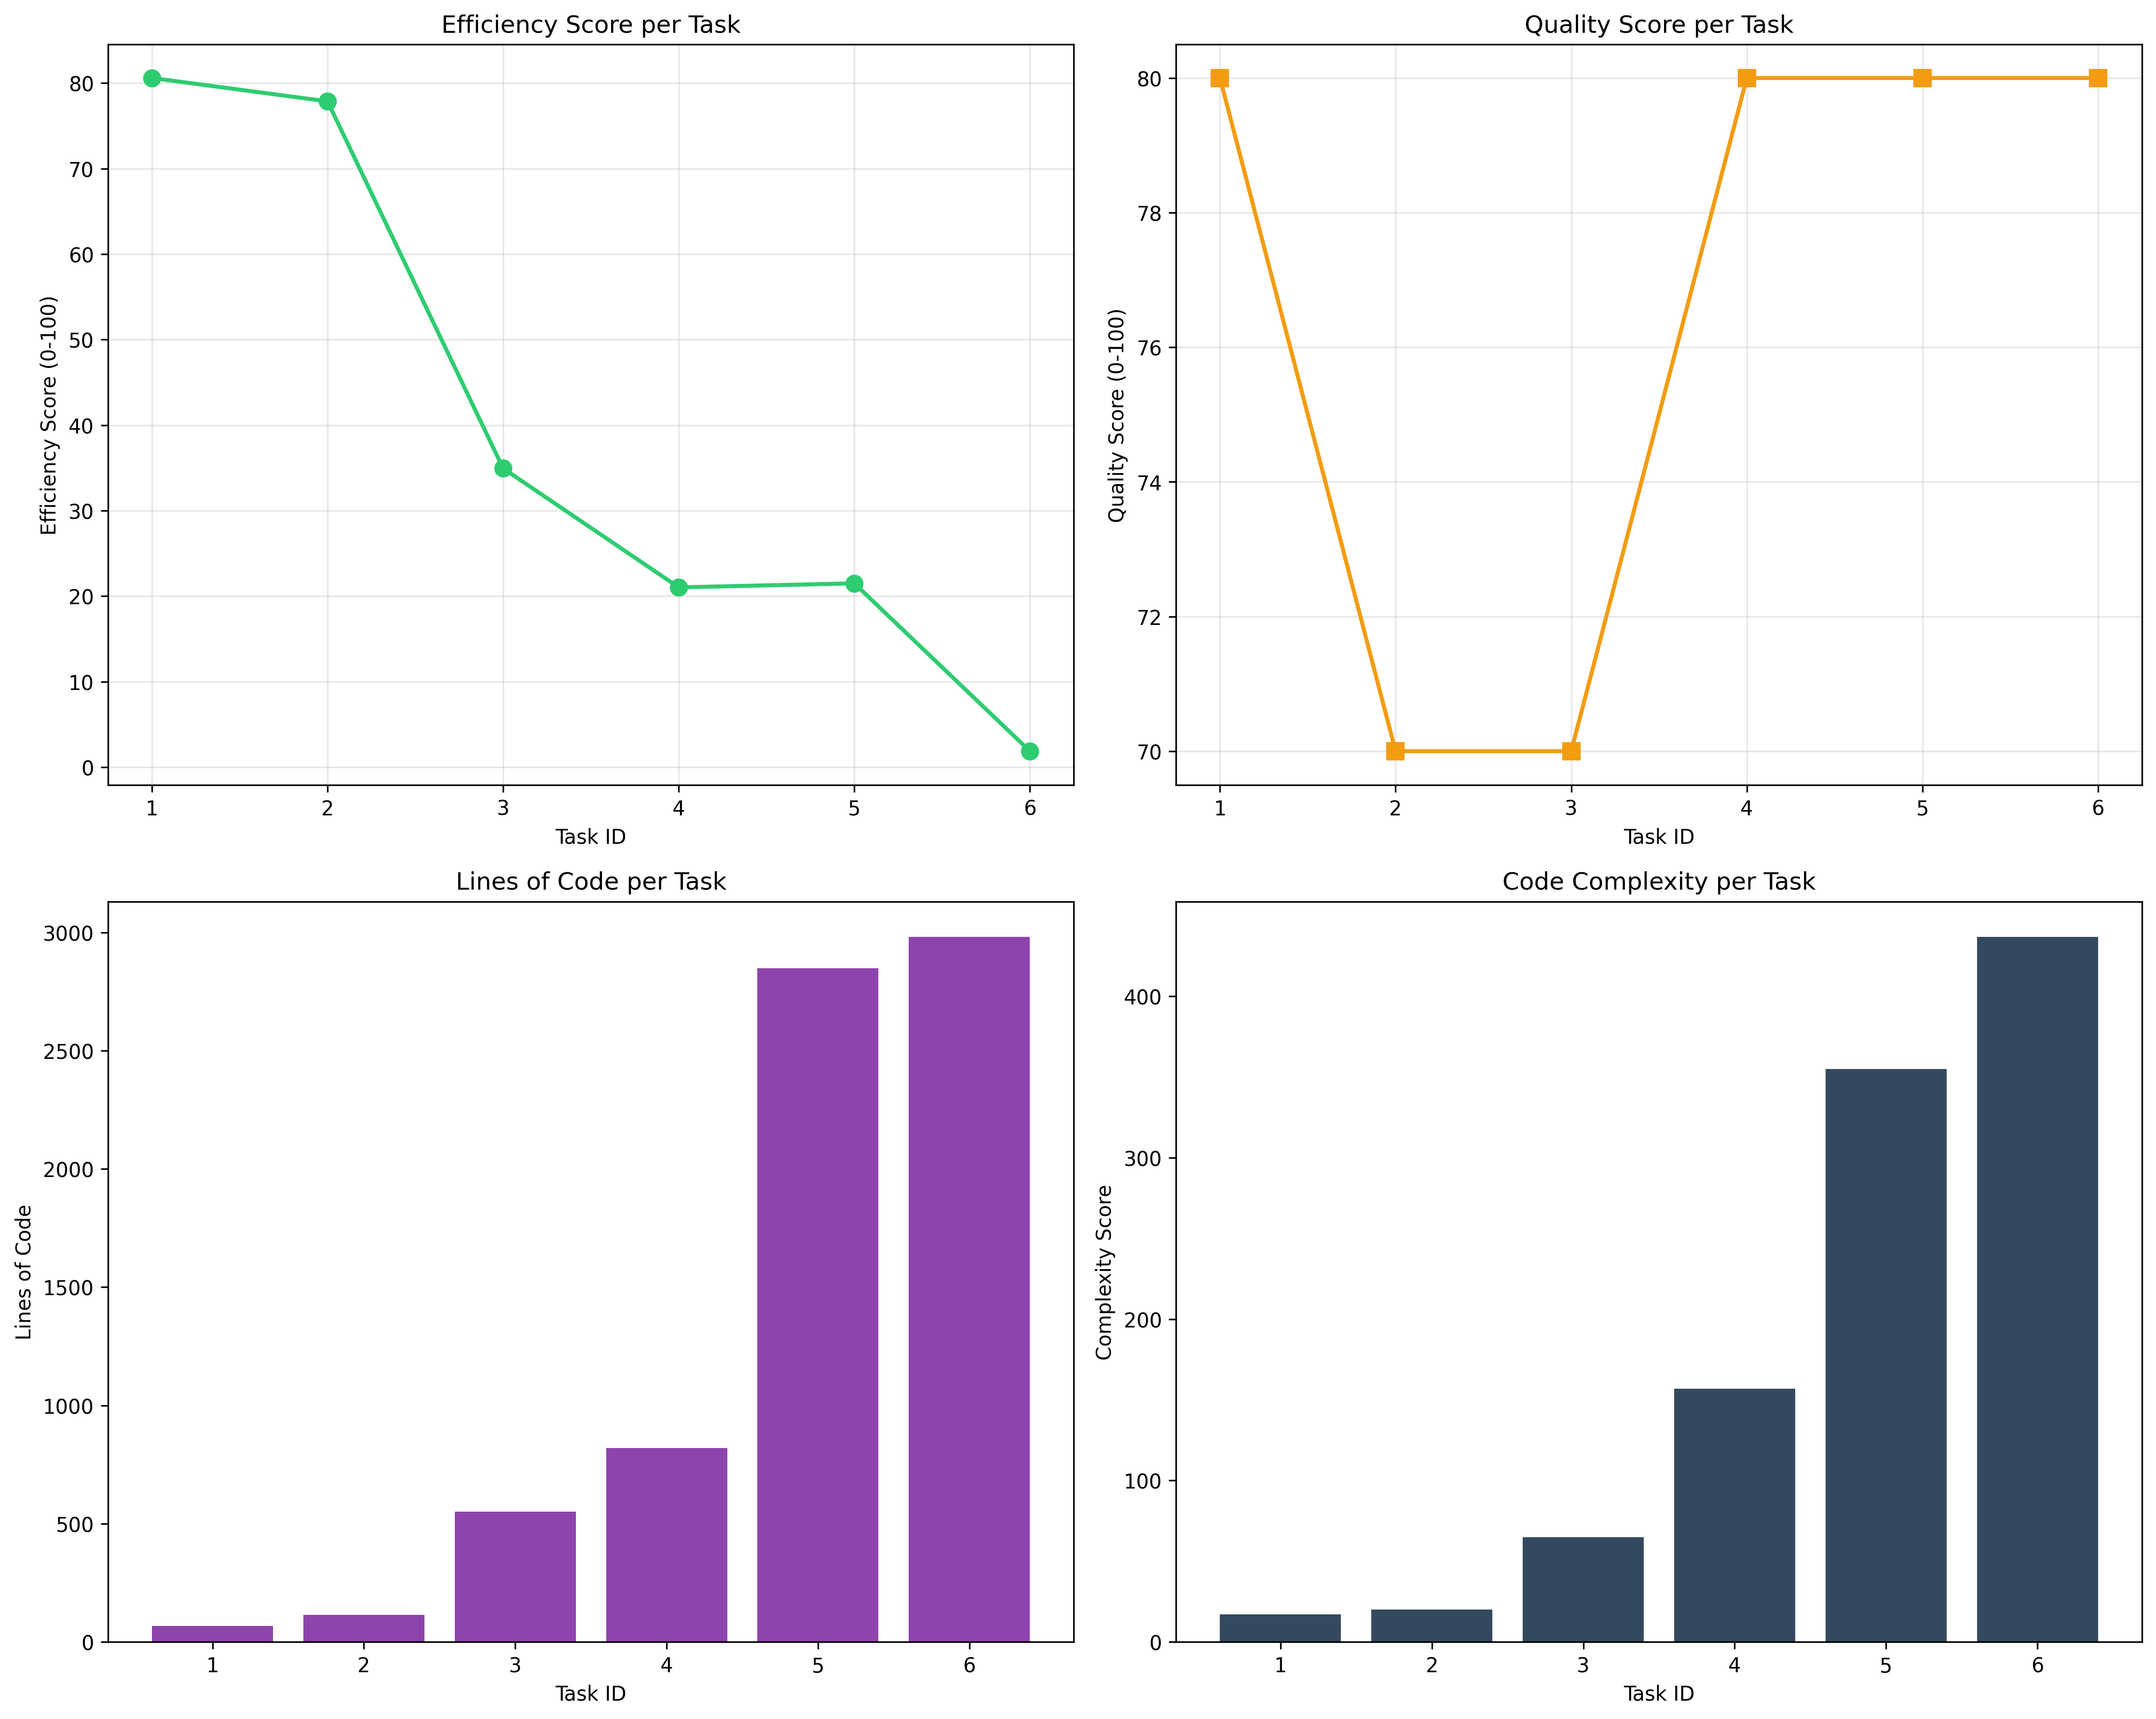 Efficiency Score per Task
Efficiency Score (0-100)
80
70
60
50
40
30
20
10
0
1 2 3 4 5 6
Task ID
Quality Score per Task
Quality Score (0-100)
80
78
76
74
72
70
1 2 3 4 5 6
Task ID
Lines of Code per Task
Lines of Code
3000
2500
2000
1500
1000
500
0
1 2 3 4 5 6
Task ID
Code Complexity per Task
Complexity Score
400
300
200
100
0
1 2 3 4 5 6
Task ID